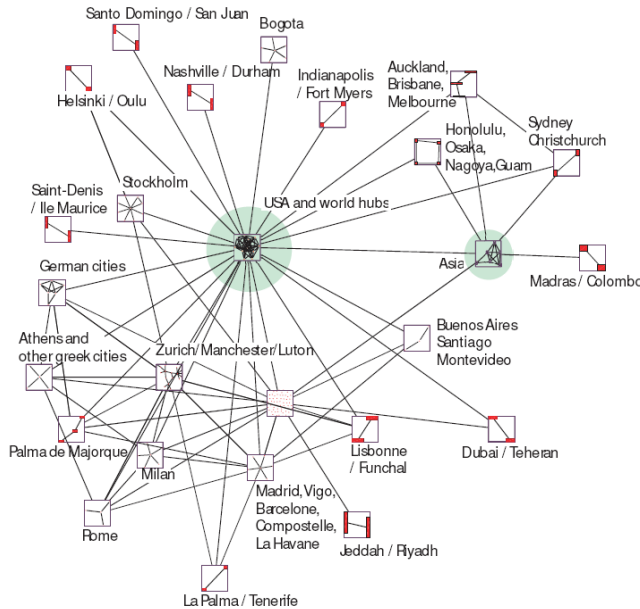 Santo Domingo / San Juan
Bogota
Nashville / Durham
Indianapolis
/ Fort Myers
Auckland,
Brisbane,
Melbourne
Helsinki / Oulu
Honolulu,
Osaka,
Nagoya,Guam
Sydney
Christchurch
Stockholm
Saint-Denis
/ Ile Maurice
USA and world hubs
Asia
Madras / Colombo
German cities
Athens and
other greek cities
Zurich/Manchester/Luton
Buenos Aires
Santiago
Montevideo
Palma de Majorque
Milan
Lisbonne
/ Funchal
Dubai / Teheran
Madrid, Vigo,
Barcelone,
Compostelle,
La Havane
Rome
Jeddah / Riyadh
La Palma / Tenerife